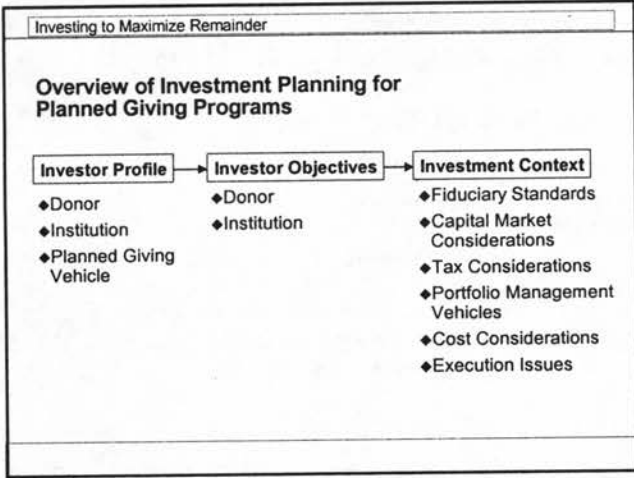 Investing to Maximize Remainder
Overview of Investment Planning for
Planned Giving Programs
Investor Profile
◆Donor
◆Institution
◆Planned Giving
Vehicle
Investor Objectives
◆Donor
◆Institution
Investment Context
◆Fiduciary Standards
◆Capital Market
Considerations
◆Tax Considerations
◆Portfolio Management
Vehicles
◆Cost Considerations
◆Execution Issues